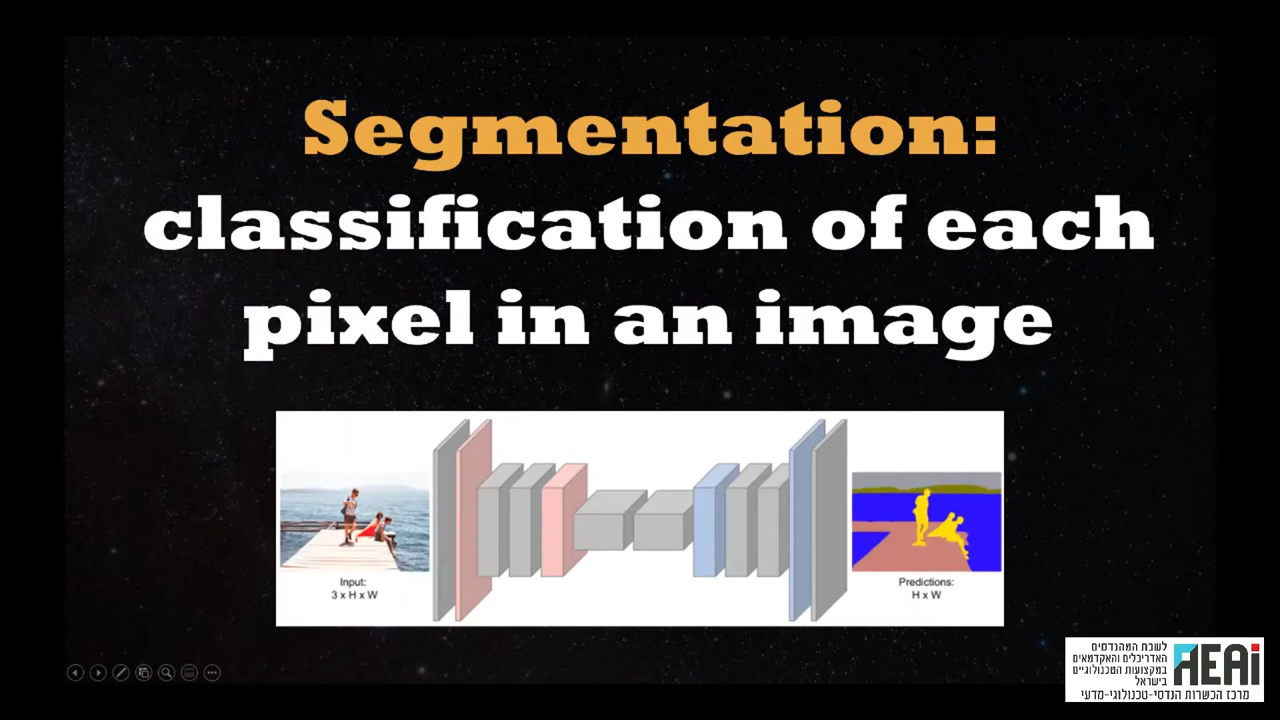 Segmentation:
classification of each
pixel in an image
Input:
3 x H x W
Predictions:
H x W
לשכת המהנדסים
האדריכלים והאקדמאים
במקצועות הטכנולוגיים
בישראל
AEAi
מרכז הכשרות הנדסי-טכנולוגי-מדעי